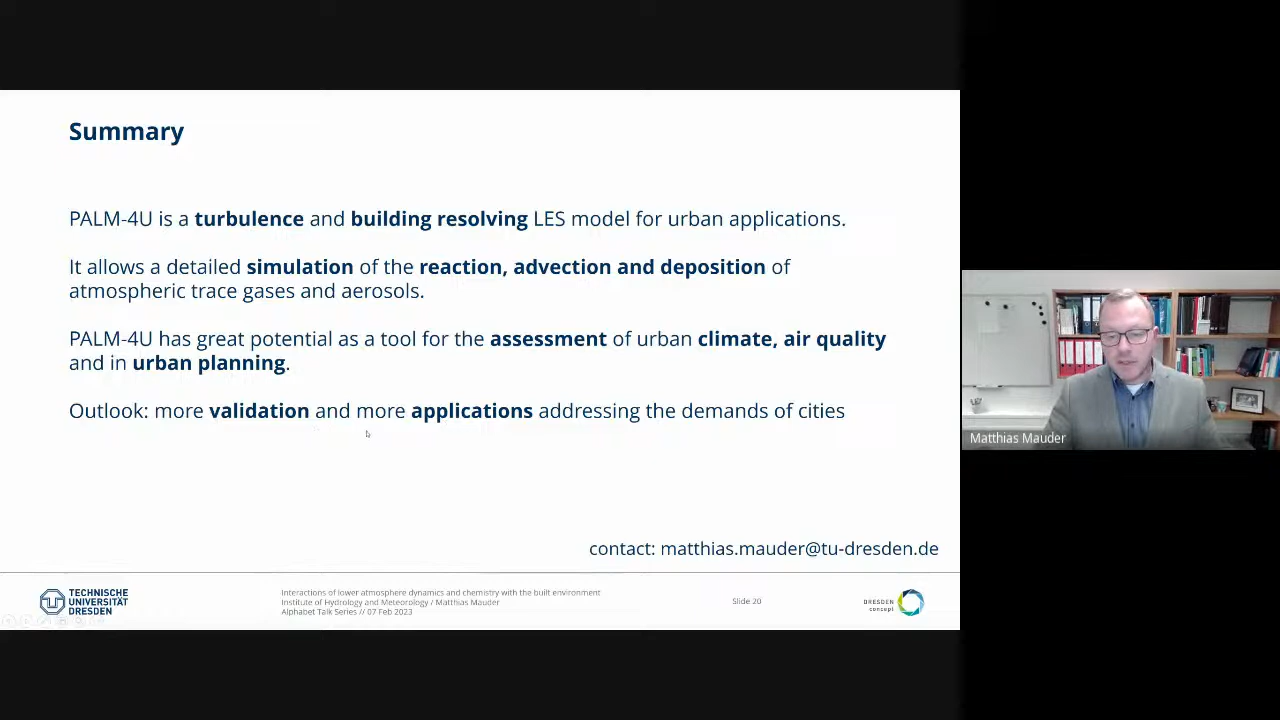 Summary
PALM-4U is a turbulence and building resolving LES model for urban applications.
It allows a detailed simulation of the reaction, advection and deposition of
atmospheric trace gases and aerosols.
PALM-4U has great potential as a tool for the assessment of urban climate, air quality
and in urban planning.
Outlook: more validation and more applications addressing the demands of cities
contact: matthias.mauder@tu-dresden.de
TECHNISCHE
UNIVERSITÄT
DRESDEN
Interactions of lower atmosphere dynamics and chemistry with the built environment
Institute of Hydrology and Meteorology / Matthias Mauder
Alphabet Talk Series // 07 Feb 2023
Slide 20
DRESDEN
concept
Matthias Mauder